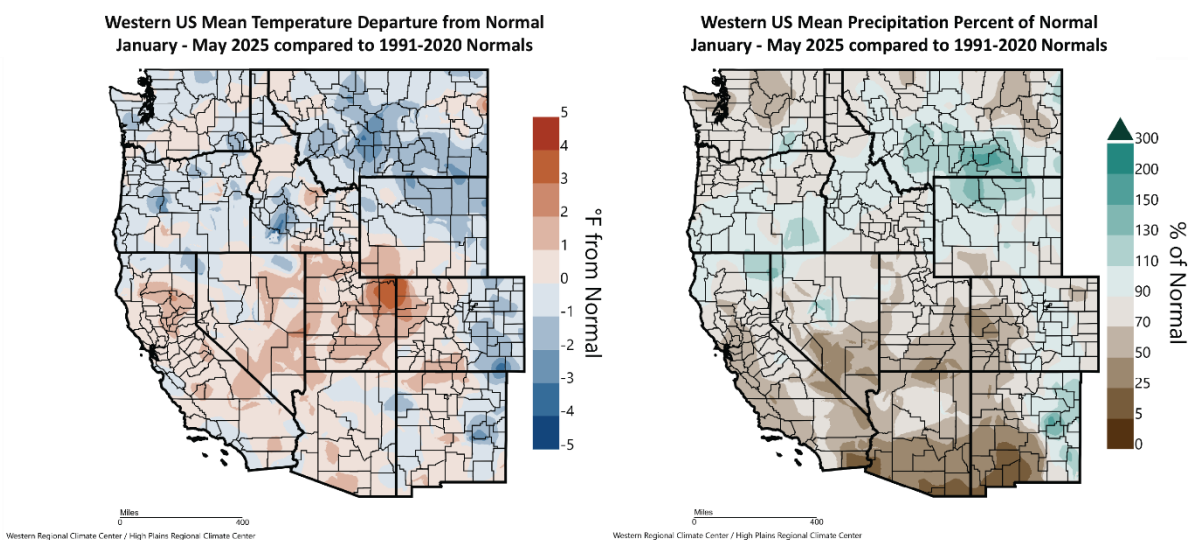 Western US Mean Temperature Departure from Normal
January - May 2025 compared to 1991-2020 Normals
5
4
3
2
1
0
-1
-2
-3
-4
-5
°F from Normal
Miles
0 400
Western Regional Climate Center / High Plains Regional Climate Center
Western US Mean Precipitation Percent of Normal
January - May 2025 compared to 1991-2020 Normals
300
200
150
130
110
90
70
50
25
5
0
% of Normal
Miles
0 400
Western Regional Climate Center / High Plains Regional Climate Center